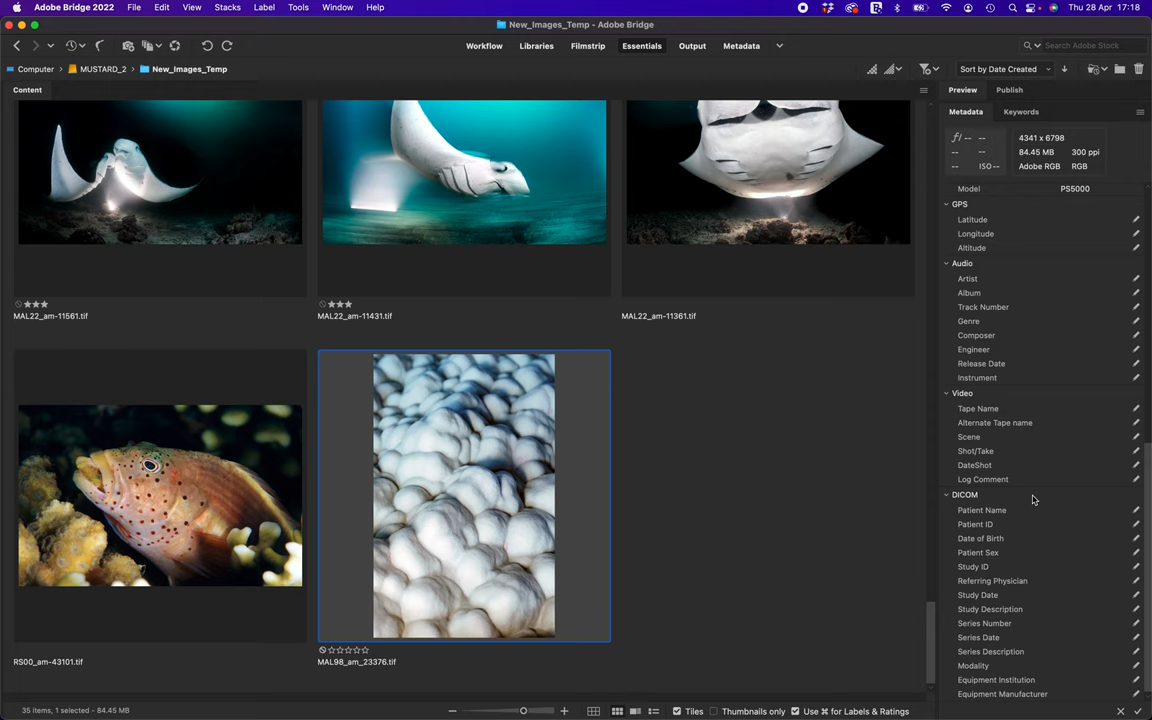 Adobe Bridge 2022 File Edit View Stacks Label Tools Window Help Thu 28 Apr 17:18
New_Images_Temp - Adobe Bridge
Workflow Libraries Filmstrip Essentials Output Metadata Search Adobe Stock
Computer MUSTARD_2 New_Images_Temp Sort by Date Created
Content
MAL22_am-11561.tif MAL22_am-11431.tif MAL22_am-11361.tif
RS00_am-43101.tif MAL98_am_23376.tif
35 items, 1 selected - 84.45 MB Tiles Thumbnails only Use ⌘ for Labels & Ratings
Preview Publish
Metadata Keywords
f/ -- -- 4341 x 6798
-- -- 84.45 MB 300 ppi
-- ISO -- Adobe RGB RGB
Model PS5000
GPS
Latitude
Longitude
Altitude
Audio
Artist
Album
Track Number
Genre
Composer
Engineer
Release Date
Instrument
Video
Tape Name
Alternate Tape name
Scene
Shot/Take
DateShot
Log Comment
DICOM
Patient Name
Patient ID
Date of Birth
Patient Sex
Study ID
Referring Physician
Study Date
Study Description
Series Number
Series Date
Series Description
Modality
Equipment Institution
Equipment Manufacturer